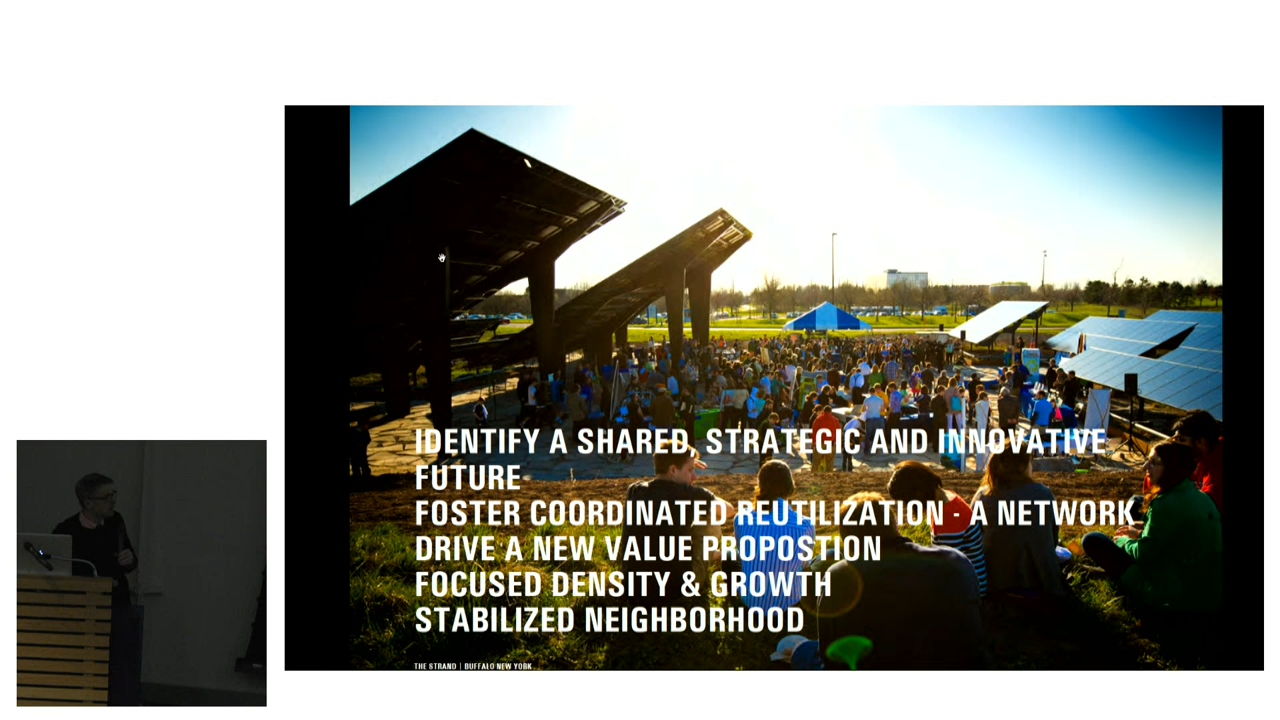 IDENTIFY A SHARED, STRATEGIC AND INNOVATIVE
FUTURE
FOSTER COORDINATED REUTILIZATION - A NETWORK
DRIVE A NEW VALUE PROPOSTION
FOCUSED DENSITY & GROWTH
STABILIZED NEIGHBORHOOD
THE STRAND | BUFFALO NEW YORK